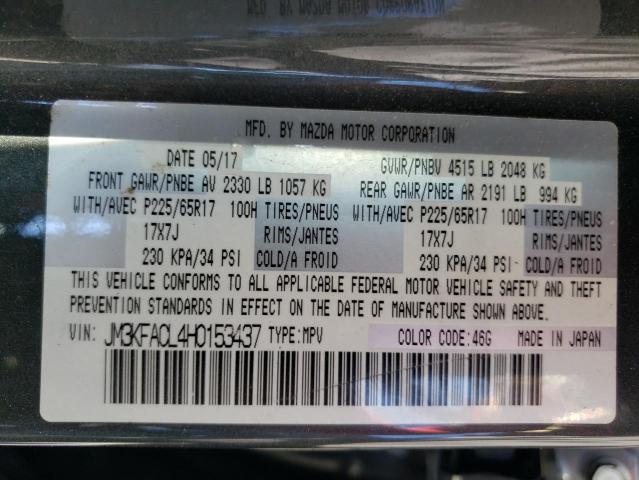 MFD. BY MAZDA MOTOR CORPORATION
MFD. BY MAZDA MOTOR CORPORATION
DATE 05/17 GVWR/PNBV 4515 LB 2048 KG
FRONT GAWR/PNBE AV 2330 LB 1057 KG REAR GAWR/PNBE AR 2191 LB 994 KG
WITH/AVEC P225/65R17 100H TIRES/PNEUS WITH/AVEC P225/65R17 100H TIRES/PNEUS
17X7J RIMS/JANTES 17X7J RIMS/JANTES
230 KPA/34 PSI COLD/A FROID 230 KPA/34 PSI COLD/A FROID
THIS VEHICLE CONFORMS TO ALL APPLICABLE FEDERAL MOTOR VEHICLE SAFETY AND THEFT
PREVENTION STANDARDS IN EFFECT ON THE DATE OF MANUFACTURE SHOWN ABOVE.
VIN: JM3KFACL4H0153437 TYPE:MPV COLOR CODE:46G MADE IN JAPAN